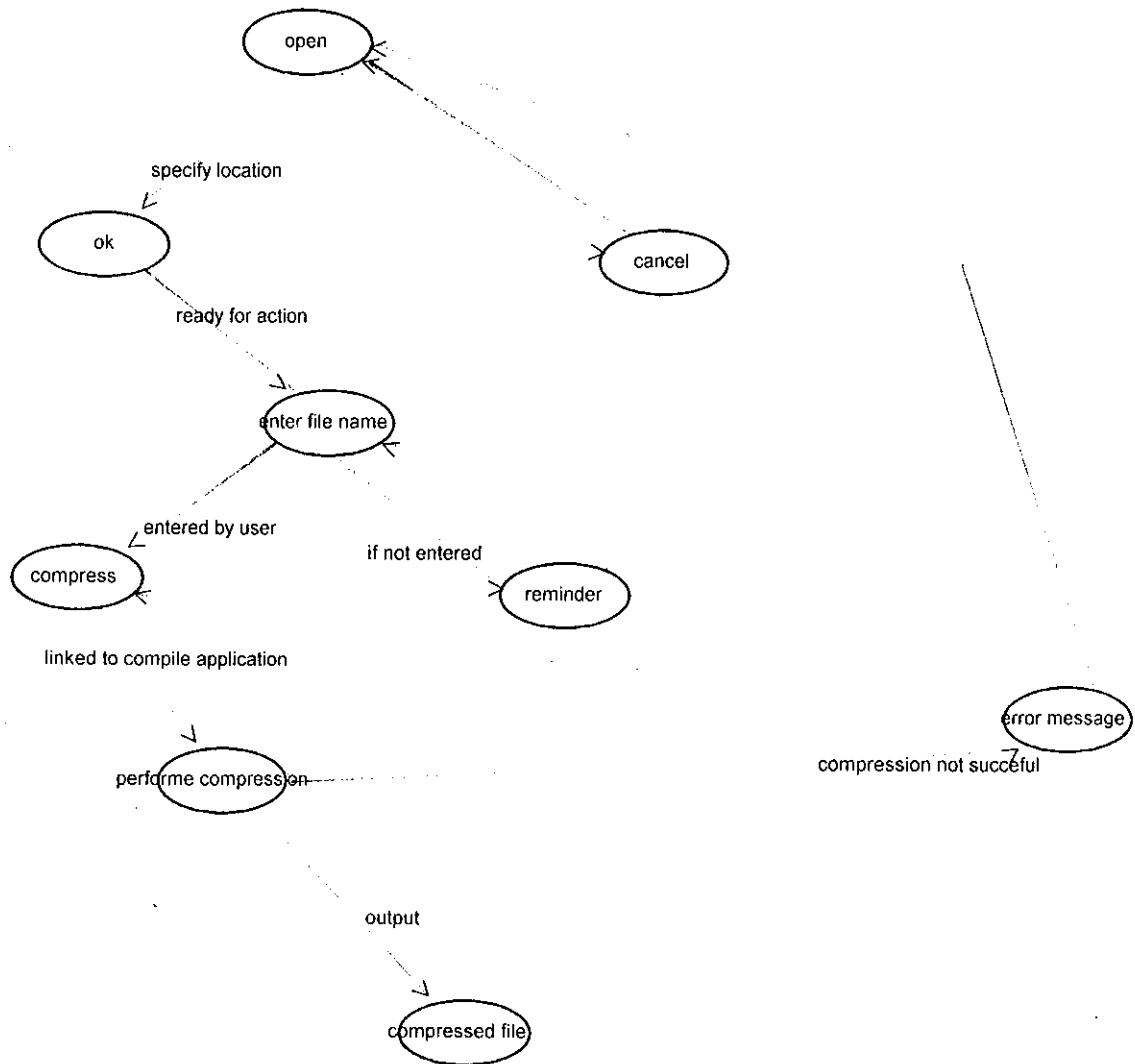 open
specify location
ok
cancel
ready for action
enter file name
entered by user
if not entered
compress
reminder
linked to compile application
error message
compression not succeful
performe compression
output
compressed file